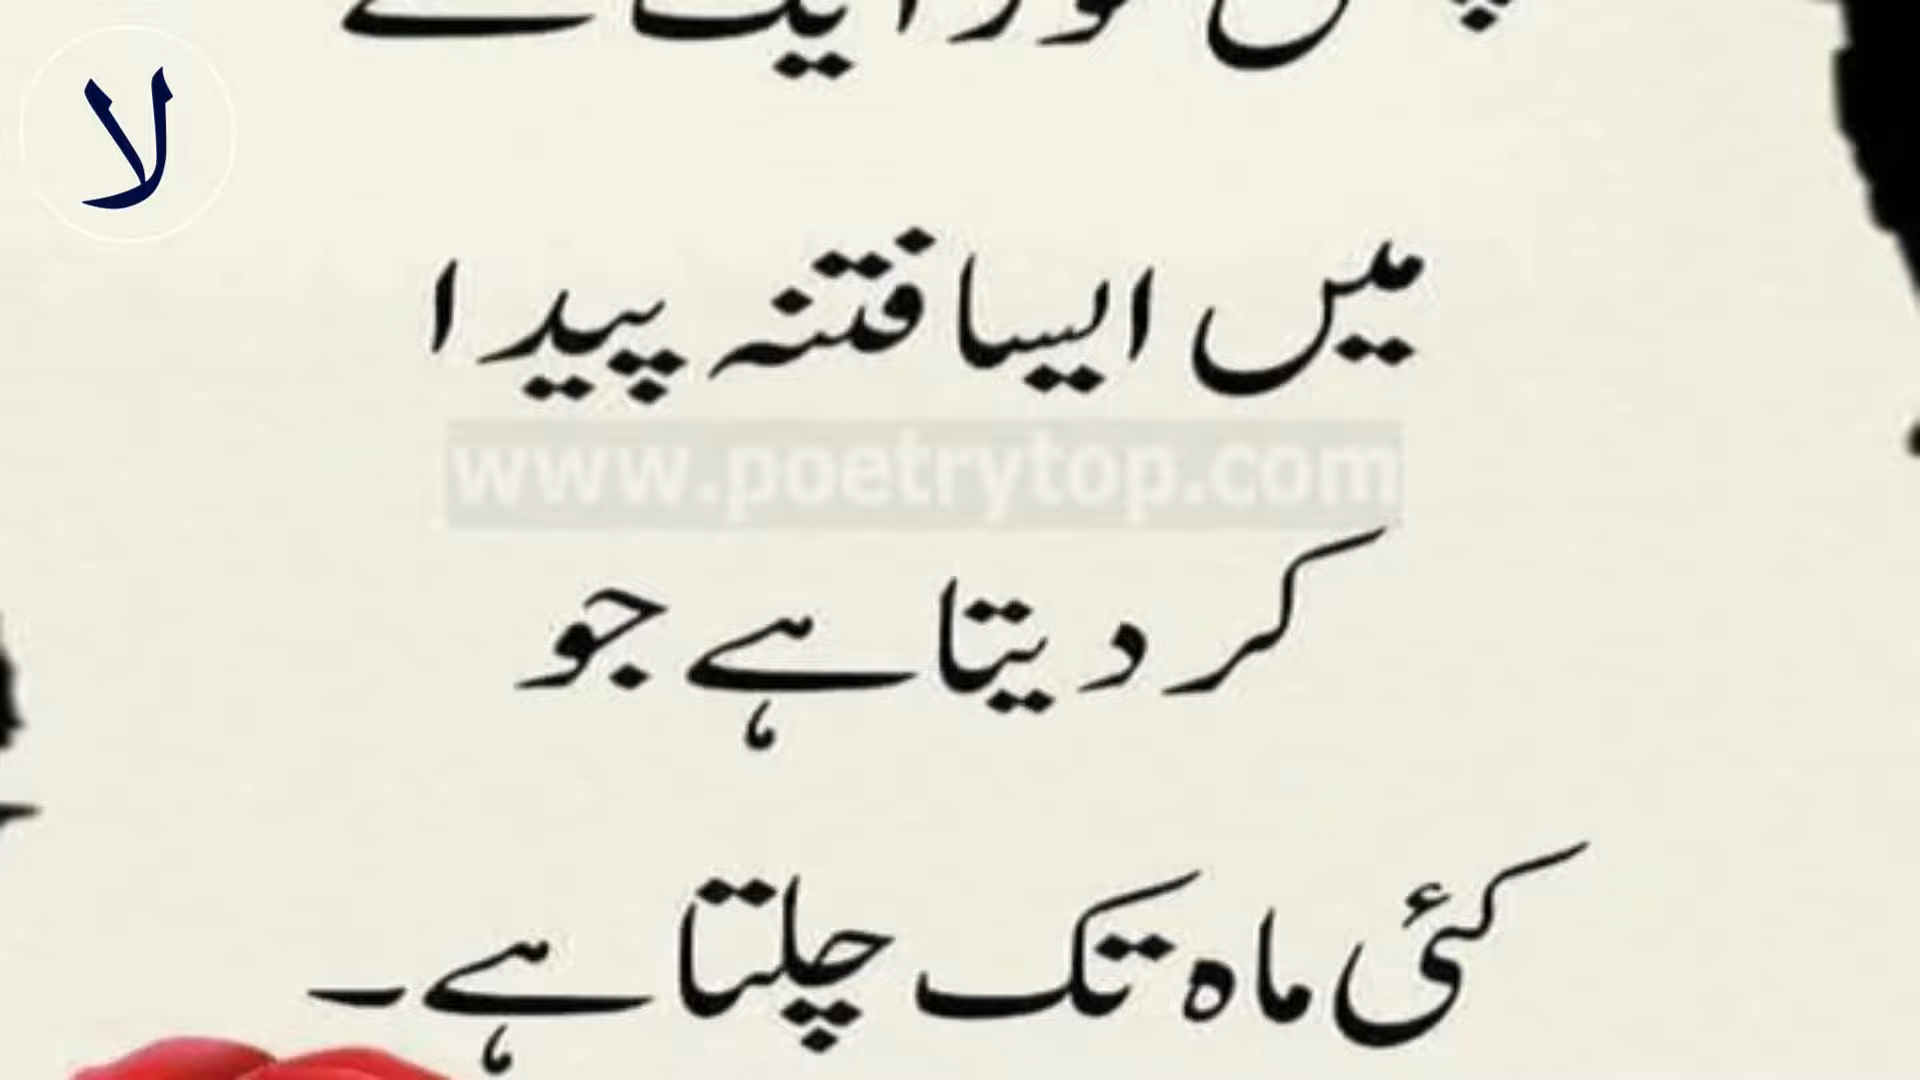 لا
میں ایسا فتنہ پیدا
www.poetrytop.com
کر دیتا ہے جو
کئی ماہ تک چلتا ہے۔